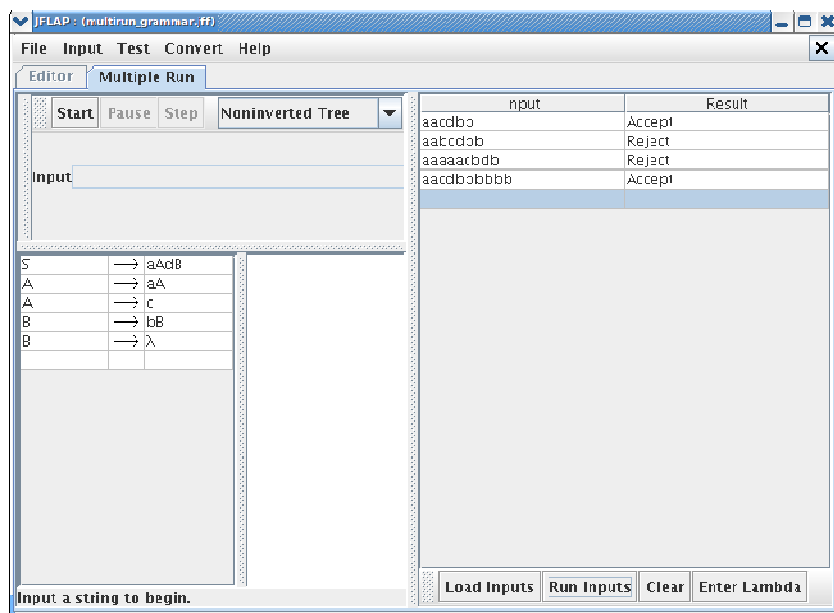 JFLAP : (multirun_grammar.jff)
File Input Test Convert Help
Editor Multiple Run
Start Pause Step Noninverted Tree
Input
Input Result
aacdbb Accept
aabcdbb Reject
aaaaacbdb Reject
aacdbbbbbb Accept
S → aAdB
A → aA
A → c
B → bB
B → λ
Load Inputs Run Inputs Clear Enter Lambda
Input a string to begin.